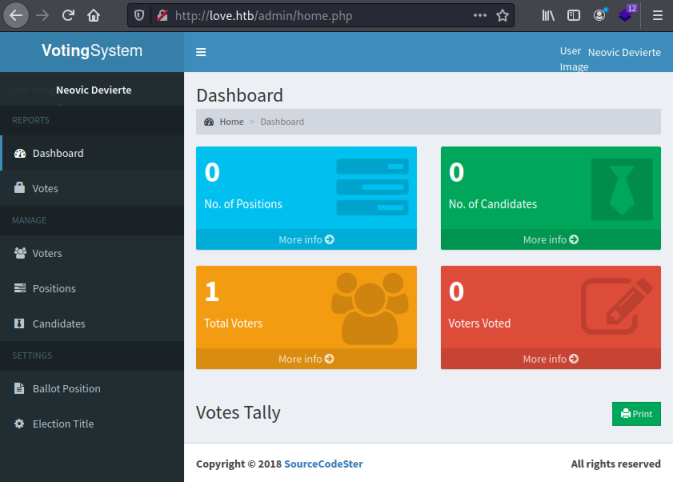 http://love.htb/admin/home.php
12
VotingSystem
User Image
Neovic Devierte
Neovic Devierte
REPORTS
Dashboard
Votes
MANAGE
Voters
Positions
Candidates
SETTINGS
Ballot Position
Election Title
Dashboard
Home > Dashboard
0
No. of Positions
More info
0
No. of Candidates
More info
1
Total Voters
More info
0
Voters Voted
More info
Votes Tally
Print
Copyright © 2018 SourceCodeSter
All rights reserved